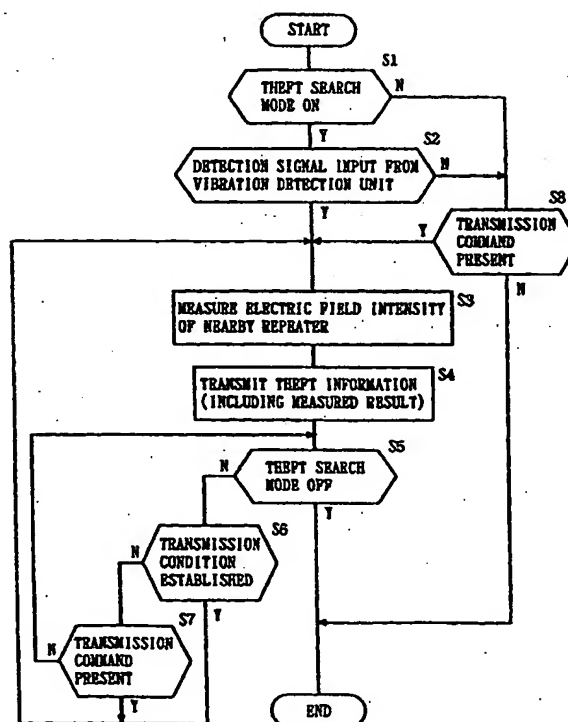 START
S1
THEFT SEARCH
MODE ON
N
Y
S2
DETECTION SIGNAL INPUT FROM
VIBRATION DETECTION UNIT
N
Y
S8
TRANSMISSION
COMMAND
PRESENT
Y
N
S3
MEASURE ELECTRIC FIELD INTENSITY
OF NEARBY REPEATER
S4
TRANSMIT THEFT INFORMATION
(INCLUDING MEASURED RESULT)
S5
THEFT SEARCH
MODE OFF
N
Y
S6
TRANSMISSION
CONDITION
ESTABLISHED
N
Y
S7
TRANSMISSION
COMMAND
PRESENT
N
Y
END